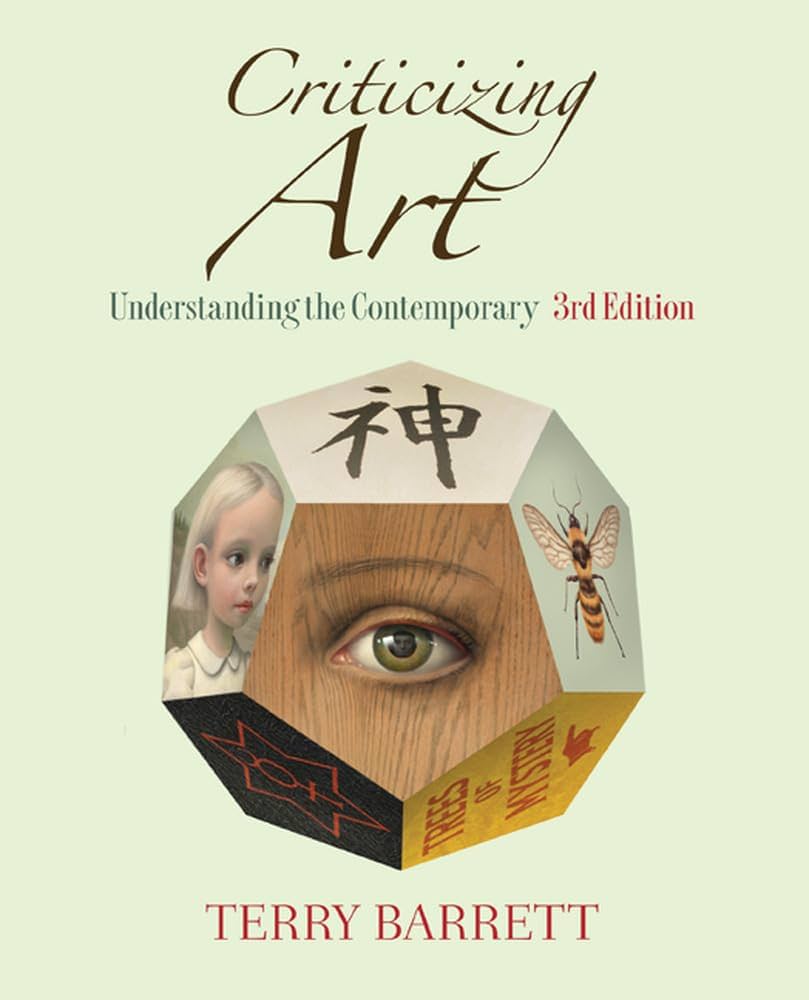 Criticizing
Art
Understanding the Contemporary 3rd Edition
神
TREES
OF
MYSTERY
TERRY BARRETT